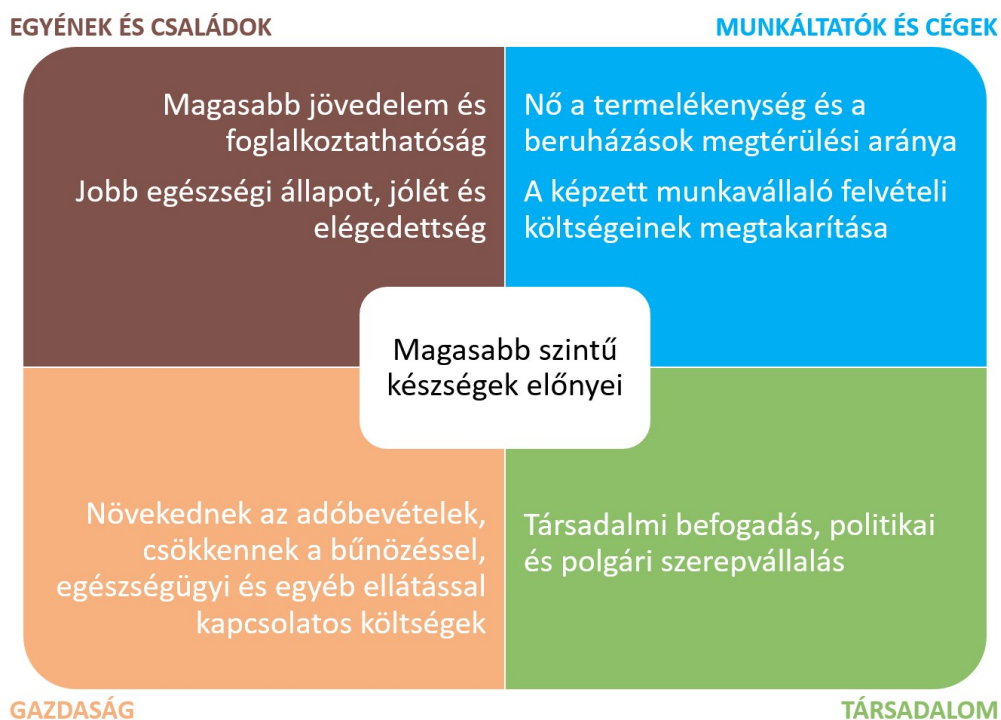 EGYÉNEK ÉS CSALÁDOK
MUNKÁLTATÓK ÉS CÉGEK
Magasabb jövedelem és
foglalkoztathatóság
Jobb egészségi állapot, jólét és
elégedettség
Nő a termelékenység és a
beruházások megtérülési aránya
A képzett munkavállaló felvételi
költségeinek megtakarítása
Magasabb szintű
készségek előnyei
Növekednek az adóbevételek,
csökkennek a bűnözéssel,
egészségügyi és egyéb ellátással
kapcsolatos költségek
Társadalmi befogadás, politikai
és polgári szerepvállalás
GAZDASÁG
TÁRSADALOM